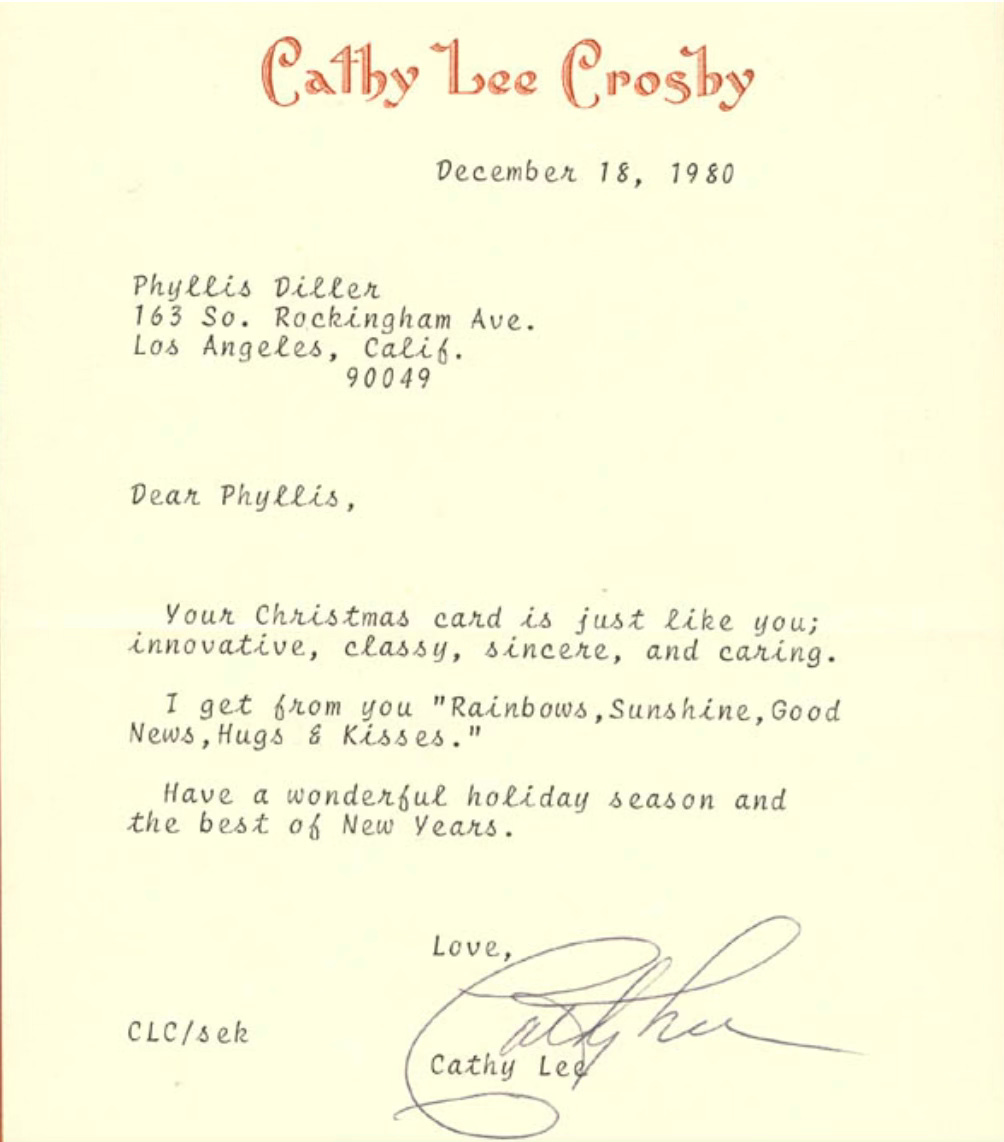 Cathy Lee Crosby
December 18, 1980
Phyllis Diller
163 So. Rockingham Ave.
Los Angeles, Calif.
90049
Dear Phyllis,
Your Christmas card is just like you;
innovative, classy, sincere, and caring.
I get from you "Rainbows,Sunshine,Good
News,Hugs & Kisses."
Have a wonderful holiday season and
the best of New Years.
Love,
Cathy Lee
CLC/sek
Cathy Lee